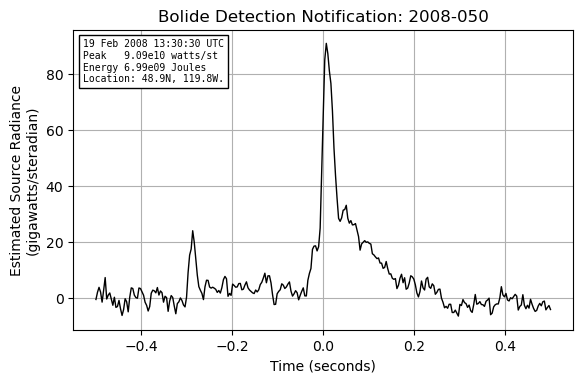 Bolide Detection Notification: 2008-050
19 Feb 2008 13:30:30 UTC
Peak   9.09e10 watts/st
Energy 6.99e09 Joules
Location: 48.9N, 119.8W.
Estimated Source Radiance
(gigawatts/steradian)
80
60
40
20
0
−0.4
−0.2
0.0
0.2
0.4
Time (seconds)